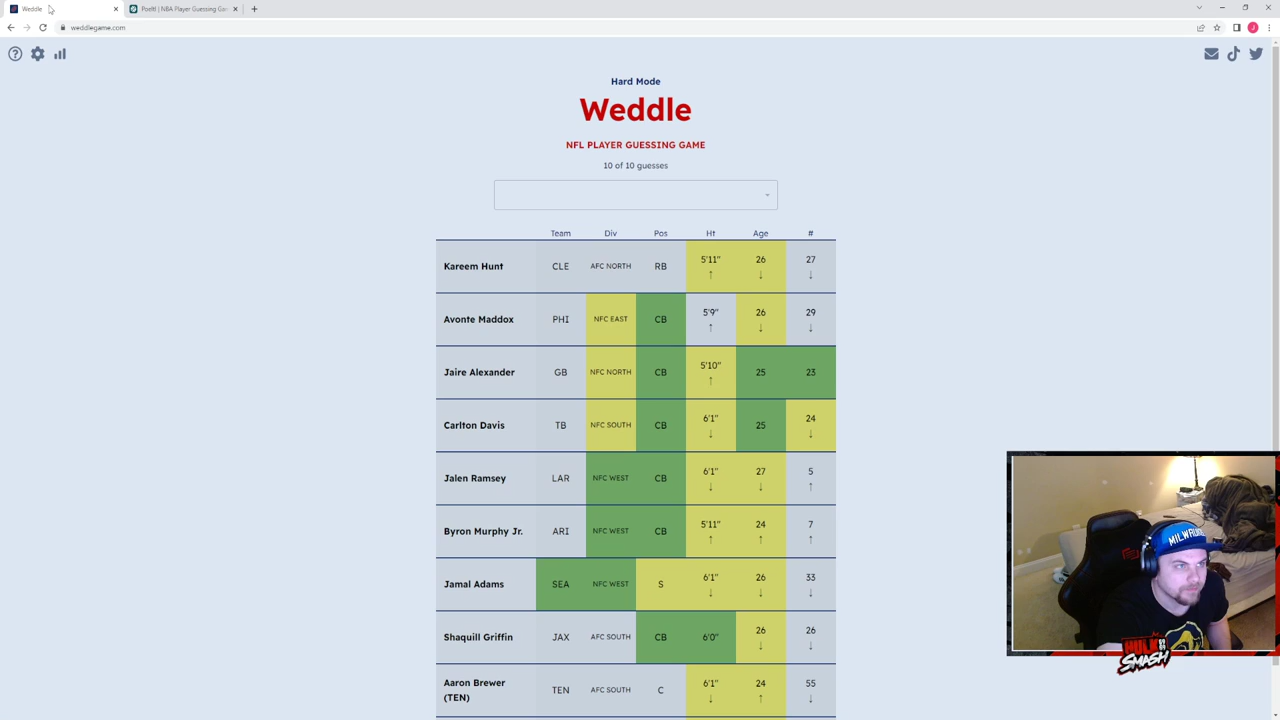 Weddle
Poeltl | NBA Player Guessing Ga
weddlegame.com
J
Hard Mode
Weddle
NFL PLAYER GUESSING GAME
10 of 10 guesses
Team Div Pos Ht Age #
Kareem Hunt CLE AFC NORTH RB 5'11" ↑ 26 ↓ 27 ↓
Avonte Maddox PHI NFC EAST CB 5'9" ↑ 26 ↓ 29 ↓
Jaire Alexander GB NFC NORTH CB 5'10" ↑ 25 23
Carlton Davis TB NFC SOUTH CB 6'1" ↓ 25 24 ↓
Jalen Ramsey LAR NFC WEST CB 6'1" ↓ 27 ↓ 5 ↑
Byron Murphy Jr. ARI NFC WEST CB 5'11" ↑ 24 ↑ 7 ↑
Jamal Adams SEA NFC WEST S 6'1" ↓ 26 ↓ 33 ↓
Shaquill Griffin JAX AFC SOUTH CB 6'0" 26 ↓ 26 ↓
Aaron Brewer
(TEN) TEN AFC SOUTH C 6'1" ↓ 24 ↑ 55 ↓
HULK
SMASH